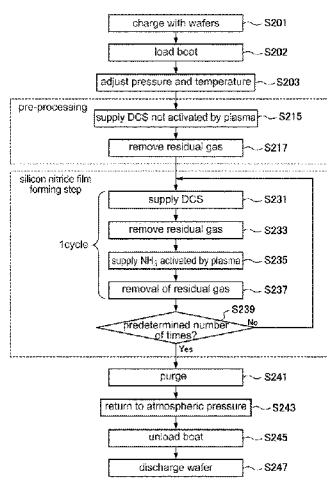 charge with wafers
S201
load boat
S202
adjust pressure and temperature
S203
pre-processing
supply DCS not activated by plasma
S215
remove residual gas
S217
silicon nitride film
forming step
supply DCS
S231
remove residual gas
S233
1cycle
supply NH3 activated by plasma
S235
removal of residual gas
S237
S239
predetermined number
of times?
No
Yes
purge
S241
return to atmospheric pressure
S243
unload boat
S245
discharge wafer
S247